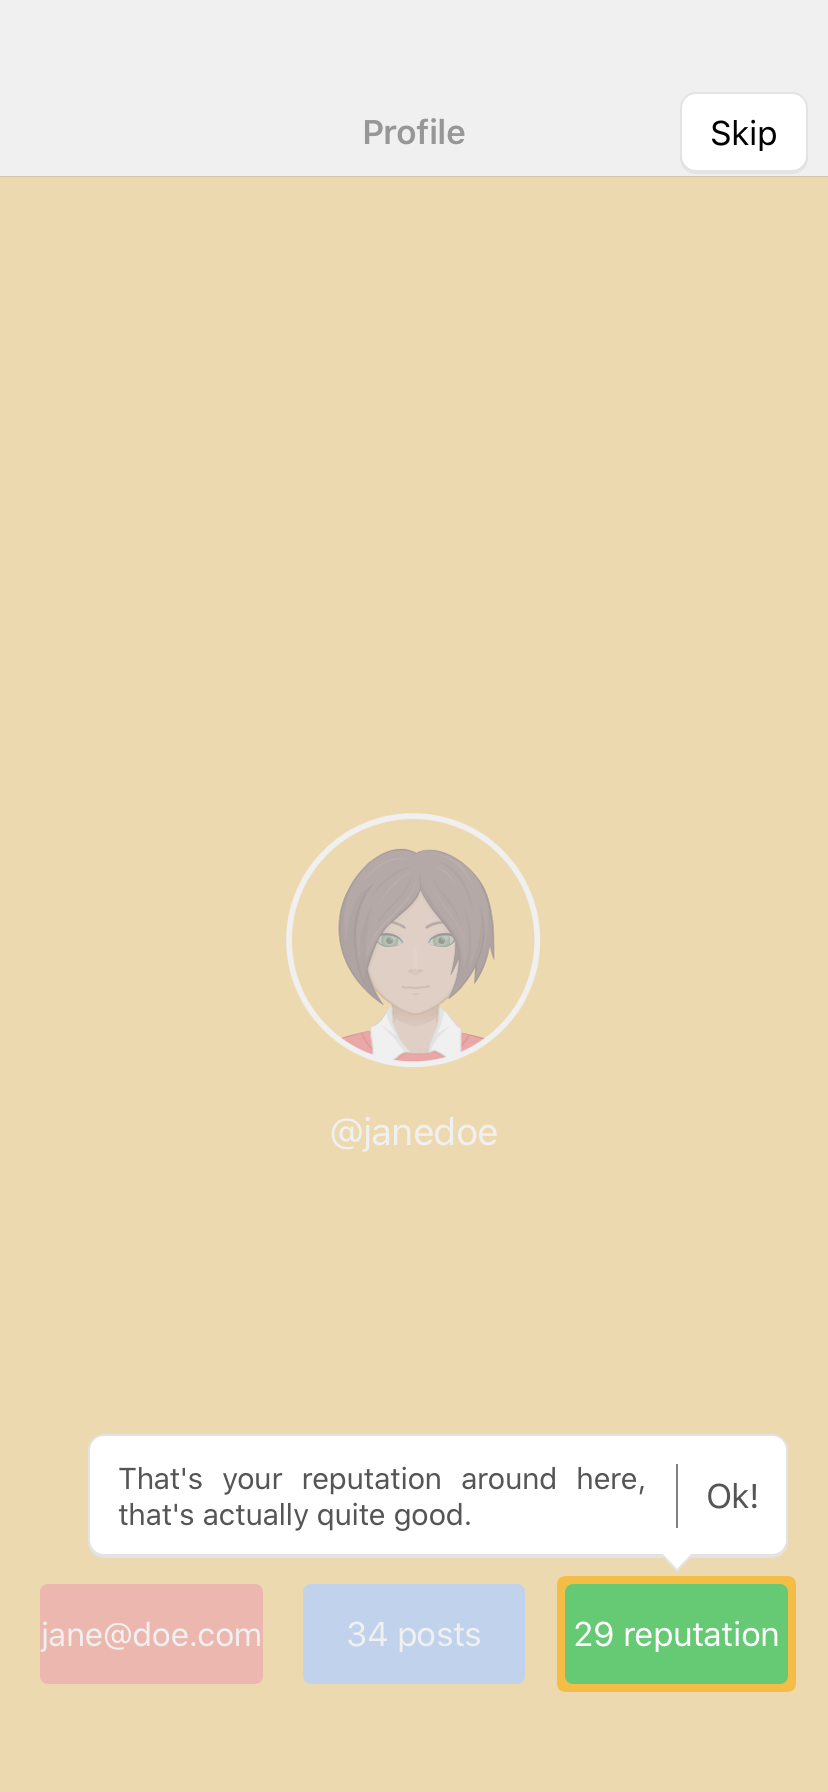 Profile
Skip
@janedoe
That's your reputation around here,
that's actually quite good.
Ok!
jane@doe.com
34 posts
29 reputation